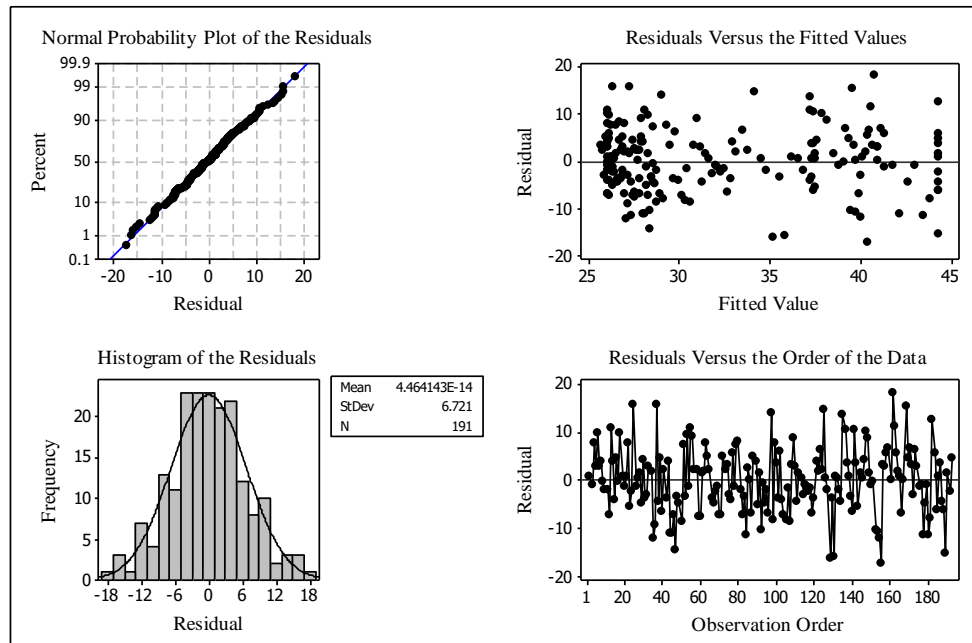 Normal Probability Plot of the Residuals
99.9
99
90
50
10
1
0.1
Percent
-20 -10 0 10 20
Residual
Residuals Versus the Fitted Values
20
10
0
-10
-20
Residual
25 30 35 40 45
Fitted Value
Histogram of the Residuals
20
15
10
5
0
Frequency
-18 -12 -6 0 6 12 18
Residual
Mean 4.464143E-14
StDev 6.721
N 191
Residuals Versus the Order of the Data
20
10
0
-10
-20
Residual
1 20 40 60 80 100 120 140 160 180
Observation Order